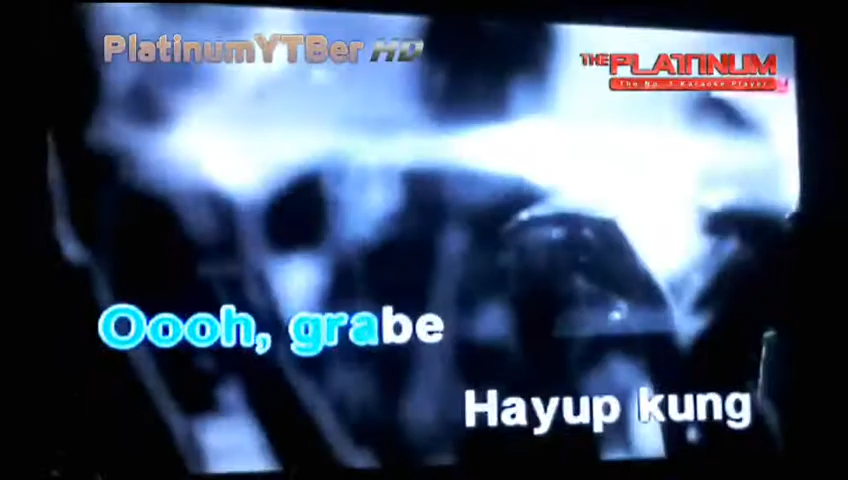 PlatinumYTBer HD
THE PLATINUM
The No. 1 Karaoke Player
Oooh, grabe
Hayup kung